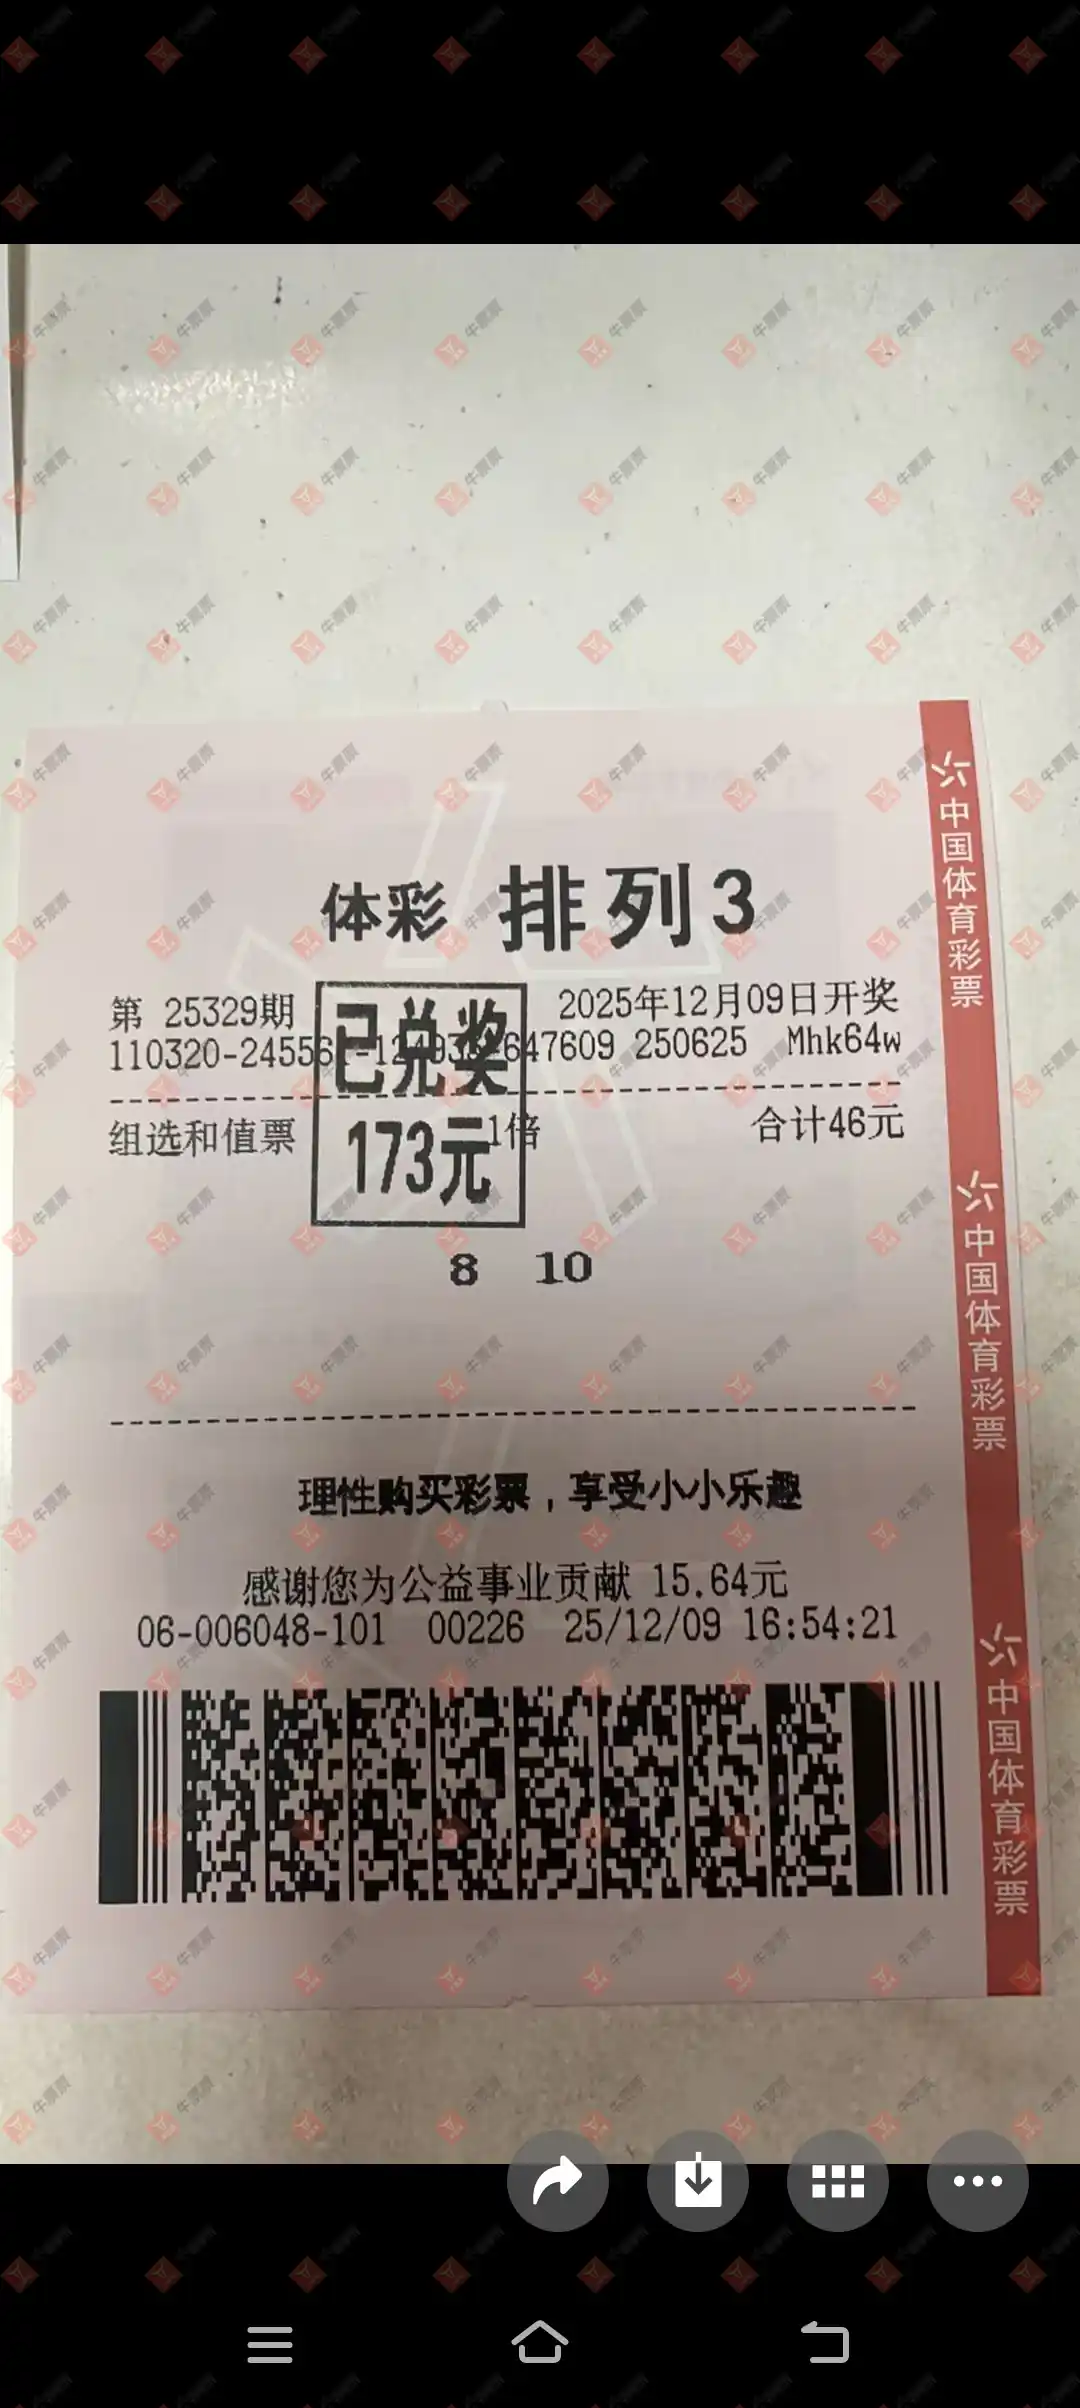 体彩 排列3
第 25329期 2025年12月09日开奖
已兑奖
647609 250625 Mhk64w
组选和值票 1倍 合计46元
173元
8 10
理性购买彩票，享受小小乐趣
感谢您为公益事业贡献 15.64元
06-006048-101 00226 25/12/09 16:54:21
中国体育彩票
中国体育彩票
中国体育彩票
牛票票